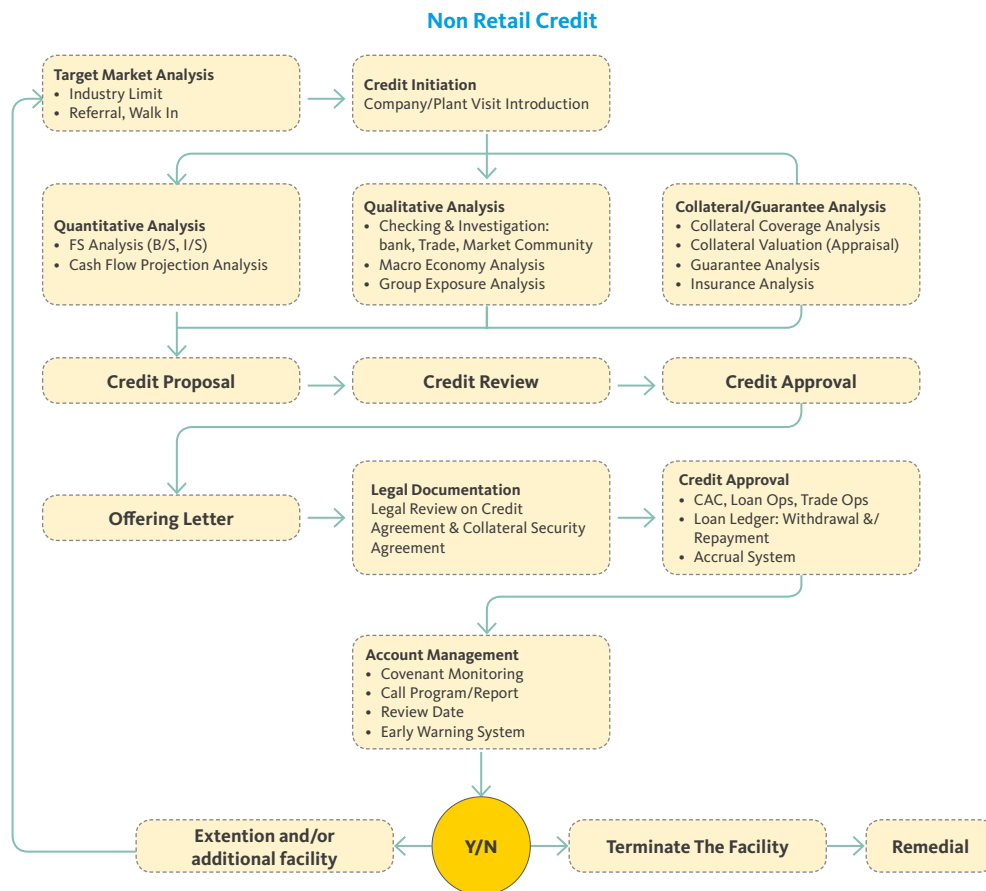 Non Retail Credit
Target Market Analysis
• Industry Limit
• Referral, Walk In
Credit Initiation
Company/Plant Visit Introduction
Quantitative Analysis
• FS Analysis (B/S, I/S)
• Cash Flow Projection Analysis
Qualitative Analysis
• Checking & Investigation:
bank, Trade, Market Community
• Macro Economy Analysis
• Group Exposure Analysis
Collateral/Guarantee Analysis
• Collateral Coverage Analysis
• Collateral Valuation (Appraisal)
• Guarantee Analysis
• Insurance Analysis
Credit Proposal
Credit Review
Credit Approval
Offering Letter
Legal Documentation
Legal Review on Credit
Agreement & Collateral Security
Agreement
Credit Approval
• CAC, Loan Ops, Trade Ops
• Loan Ledger: Withdrawal &/
Repayment
• Accrual System
Account Management
• Covenant Monitoring
• Call Program/Report
• Review Date
• Early Warning System
Extention and/or
additional facility
Y/N
Terminate The Facility
Remedial